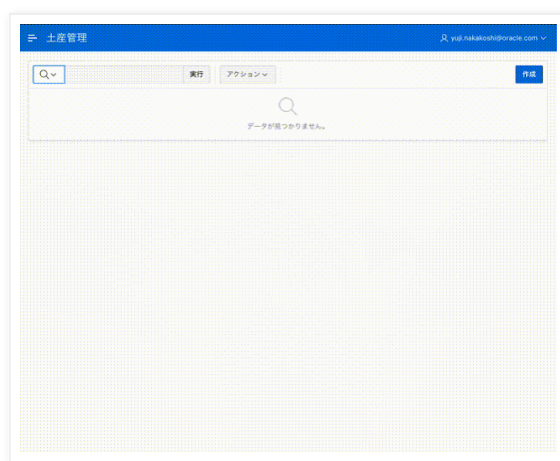 土産管理
yuji.nakakoshi@oracle.com
実行
アクション
作成
データが見つかりません。